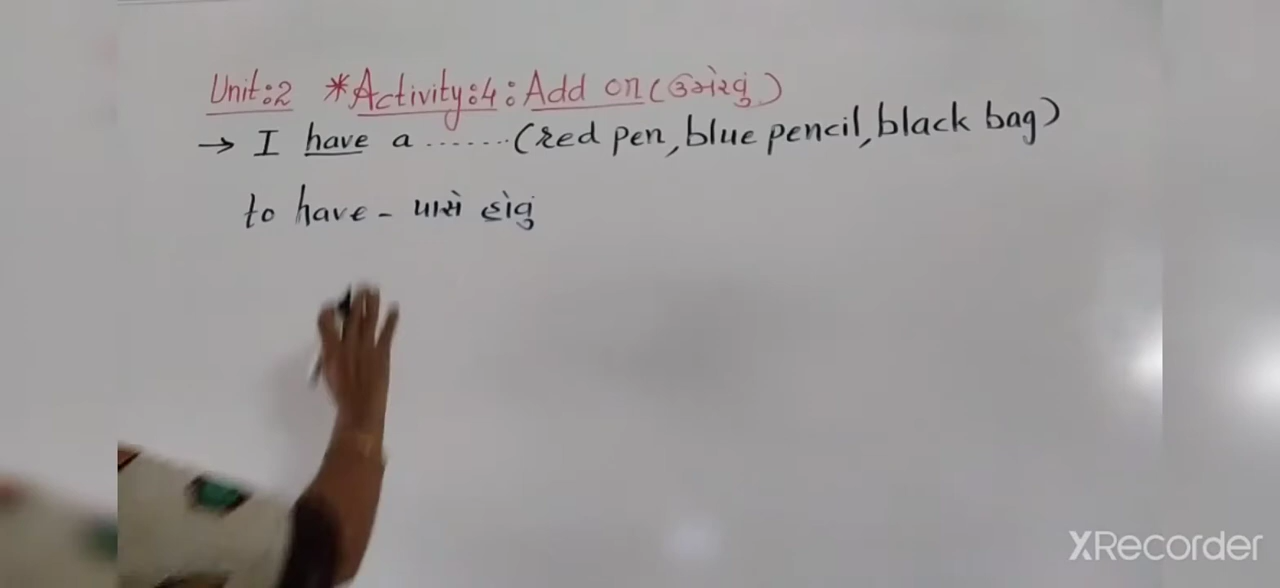 Unit:2 *Activity:4: Add on (ઉમેરવું)
→ I have a ....... (red pen, blue pencil, black bag)
to have - પાસે હોવું
XRecorder